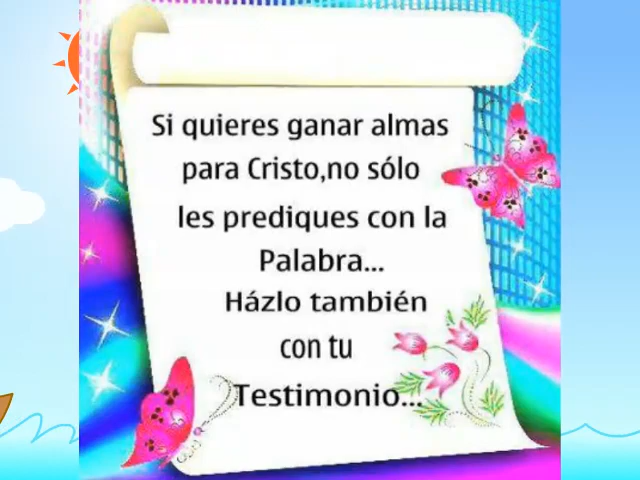 Si quieres ganar almas
para Cristo,no sólo
les prediques con la
Palabra...
Házlo también
con tu
Testimonio...